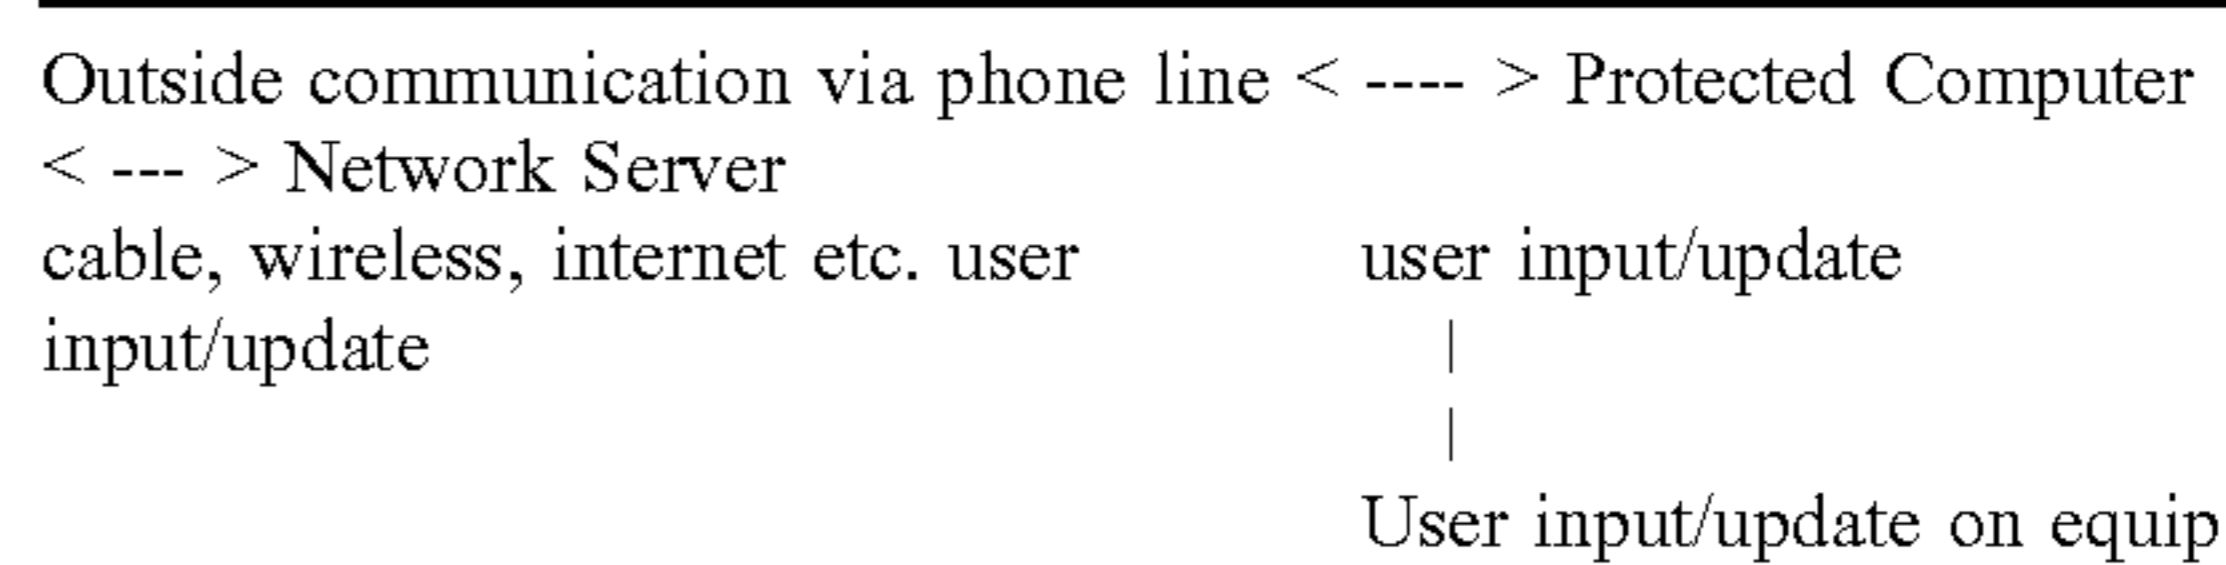 Outside communication via phone line < ---- > Protected Computer
< --- > Network Server
cable, wireless, internet etc. user user input/update
input/update |
|
User input/update on equip